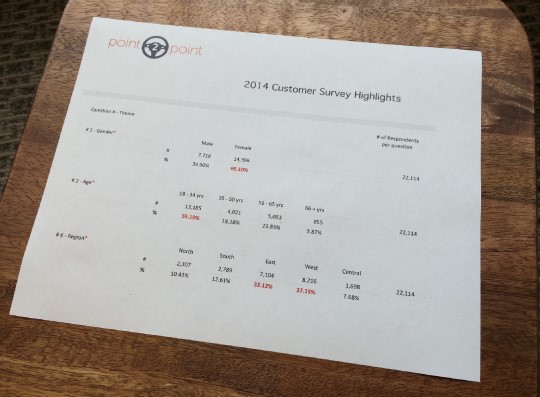 point 2 point
2014 Customer Survey Highlights
Question # - Theme
# of Respondents
per question
# 1 - Gender*
Male Female
# 7,718 14,396
% 34.90% 65.10%
22,114
# 2 - Age*
18 - 34 yrs 35 - 50 yrs 51 - 65 yrs 66 + yrs
# 12,185 4,021 5,053 855
% 55.10% 18.18% 22.85% 3.87%
22,114
# 6 - Region*
North South East West Central
# 2,307 2,789 7,104 8,216 1,698
% 10.43% 12.61% 32.12% 37.15% 7.68%
22,114